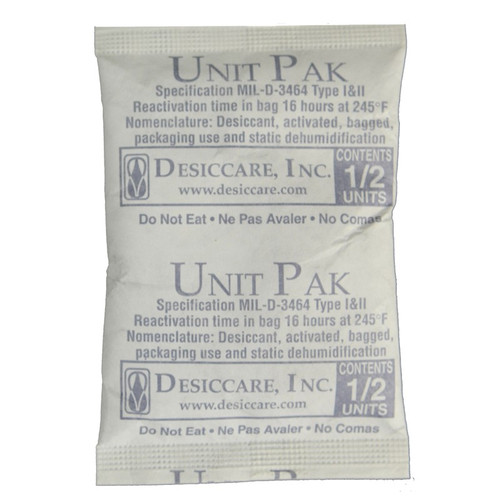 UNIT PAK
Specification MIL-D-3464 Type I&II
Reactivation time in bag 16 hours at 245°F
Nomenclature: Desiccant, activated, bagged,
packaging use and static dehumidification
DESICCARE, INC.
www.desiccare.com
CONTENTS
1/2
UNITS
Do Not Eat • Ne Pas Avaler • No Comas
UNIT PAK
Specification MIL-D-3464 Type I&II
Reactivation time in bag 16 hours at 245°F
Nomenclature: Desiccant, activated, bagged,
packaging use and static dehumidification
DESICCARE, INC.
www.desiccare.com
CONTENTS
1/2
UNITS
Do Not Eat • Ne Pas Avaler • No Comas